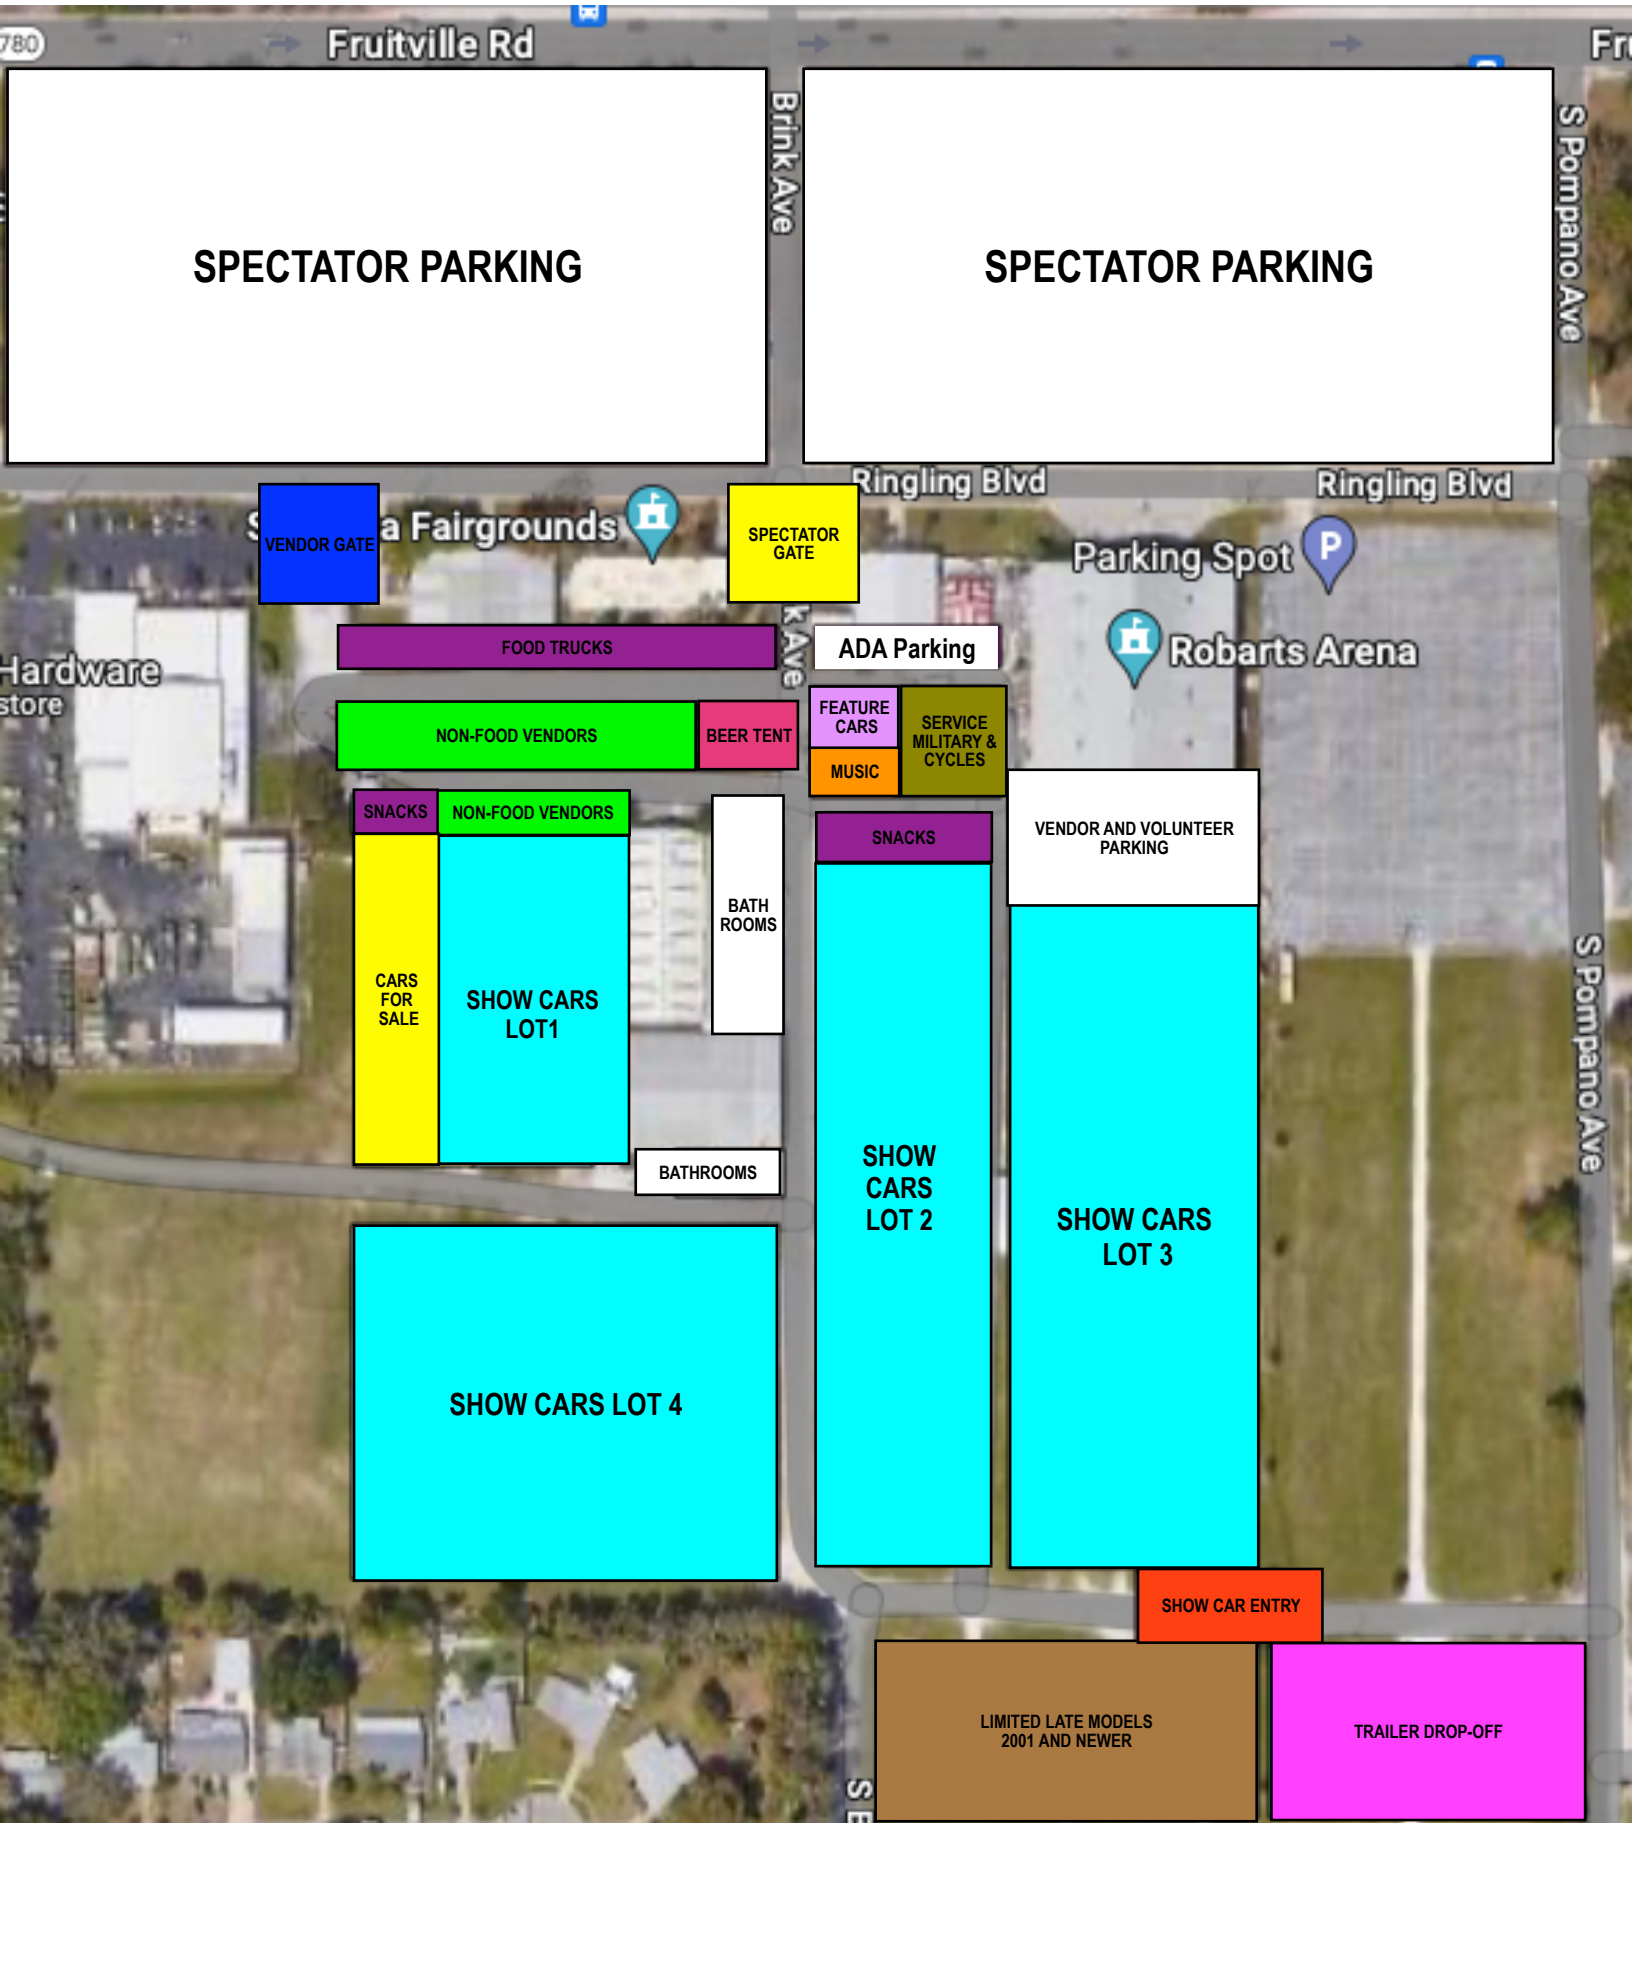 780
Fruitville Rd
Brink Ave
S Pompano Ave
SPECTATOR PARKING
SPECTATOR PARKING
Ringling Blvd
Ringling Blvd
VENDOR GATE
a Fairgrounds
SPECTATOR
GATE
Parking Spot
P
Hardware
store
FOOD TRUCKS
k Ave
ADA Parking
Robarts Arena
NON-FOOD VENDORS
BEER TENT
FEATURE
CARS
MUSIC
SERVICE
MILITARY &
CYCLES
SNACKS
NON-FOOD VENDORS
SNACKS
VENDOR AND VOLUNTEER
PARKING
BATH
ROOMS
CARS
FOR
SALE
SHOW CARS
LOT1
S Pompano Ave
BATHROOMS
SHOW
CARS
LOT 2
SHOW CARS
LOT 3
SHOW CARS LOT 4
SHOW CAR ENTRY
LIMITED LATE MODELS
2001 AND NEWER
TRAILER DROP-OFF